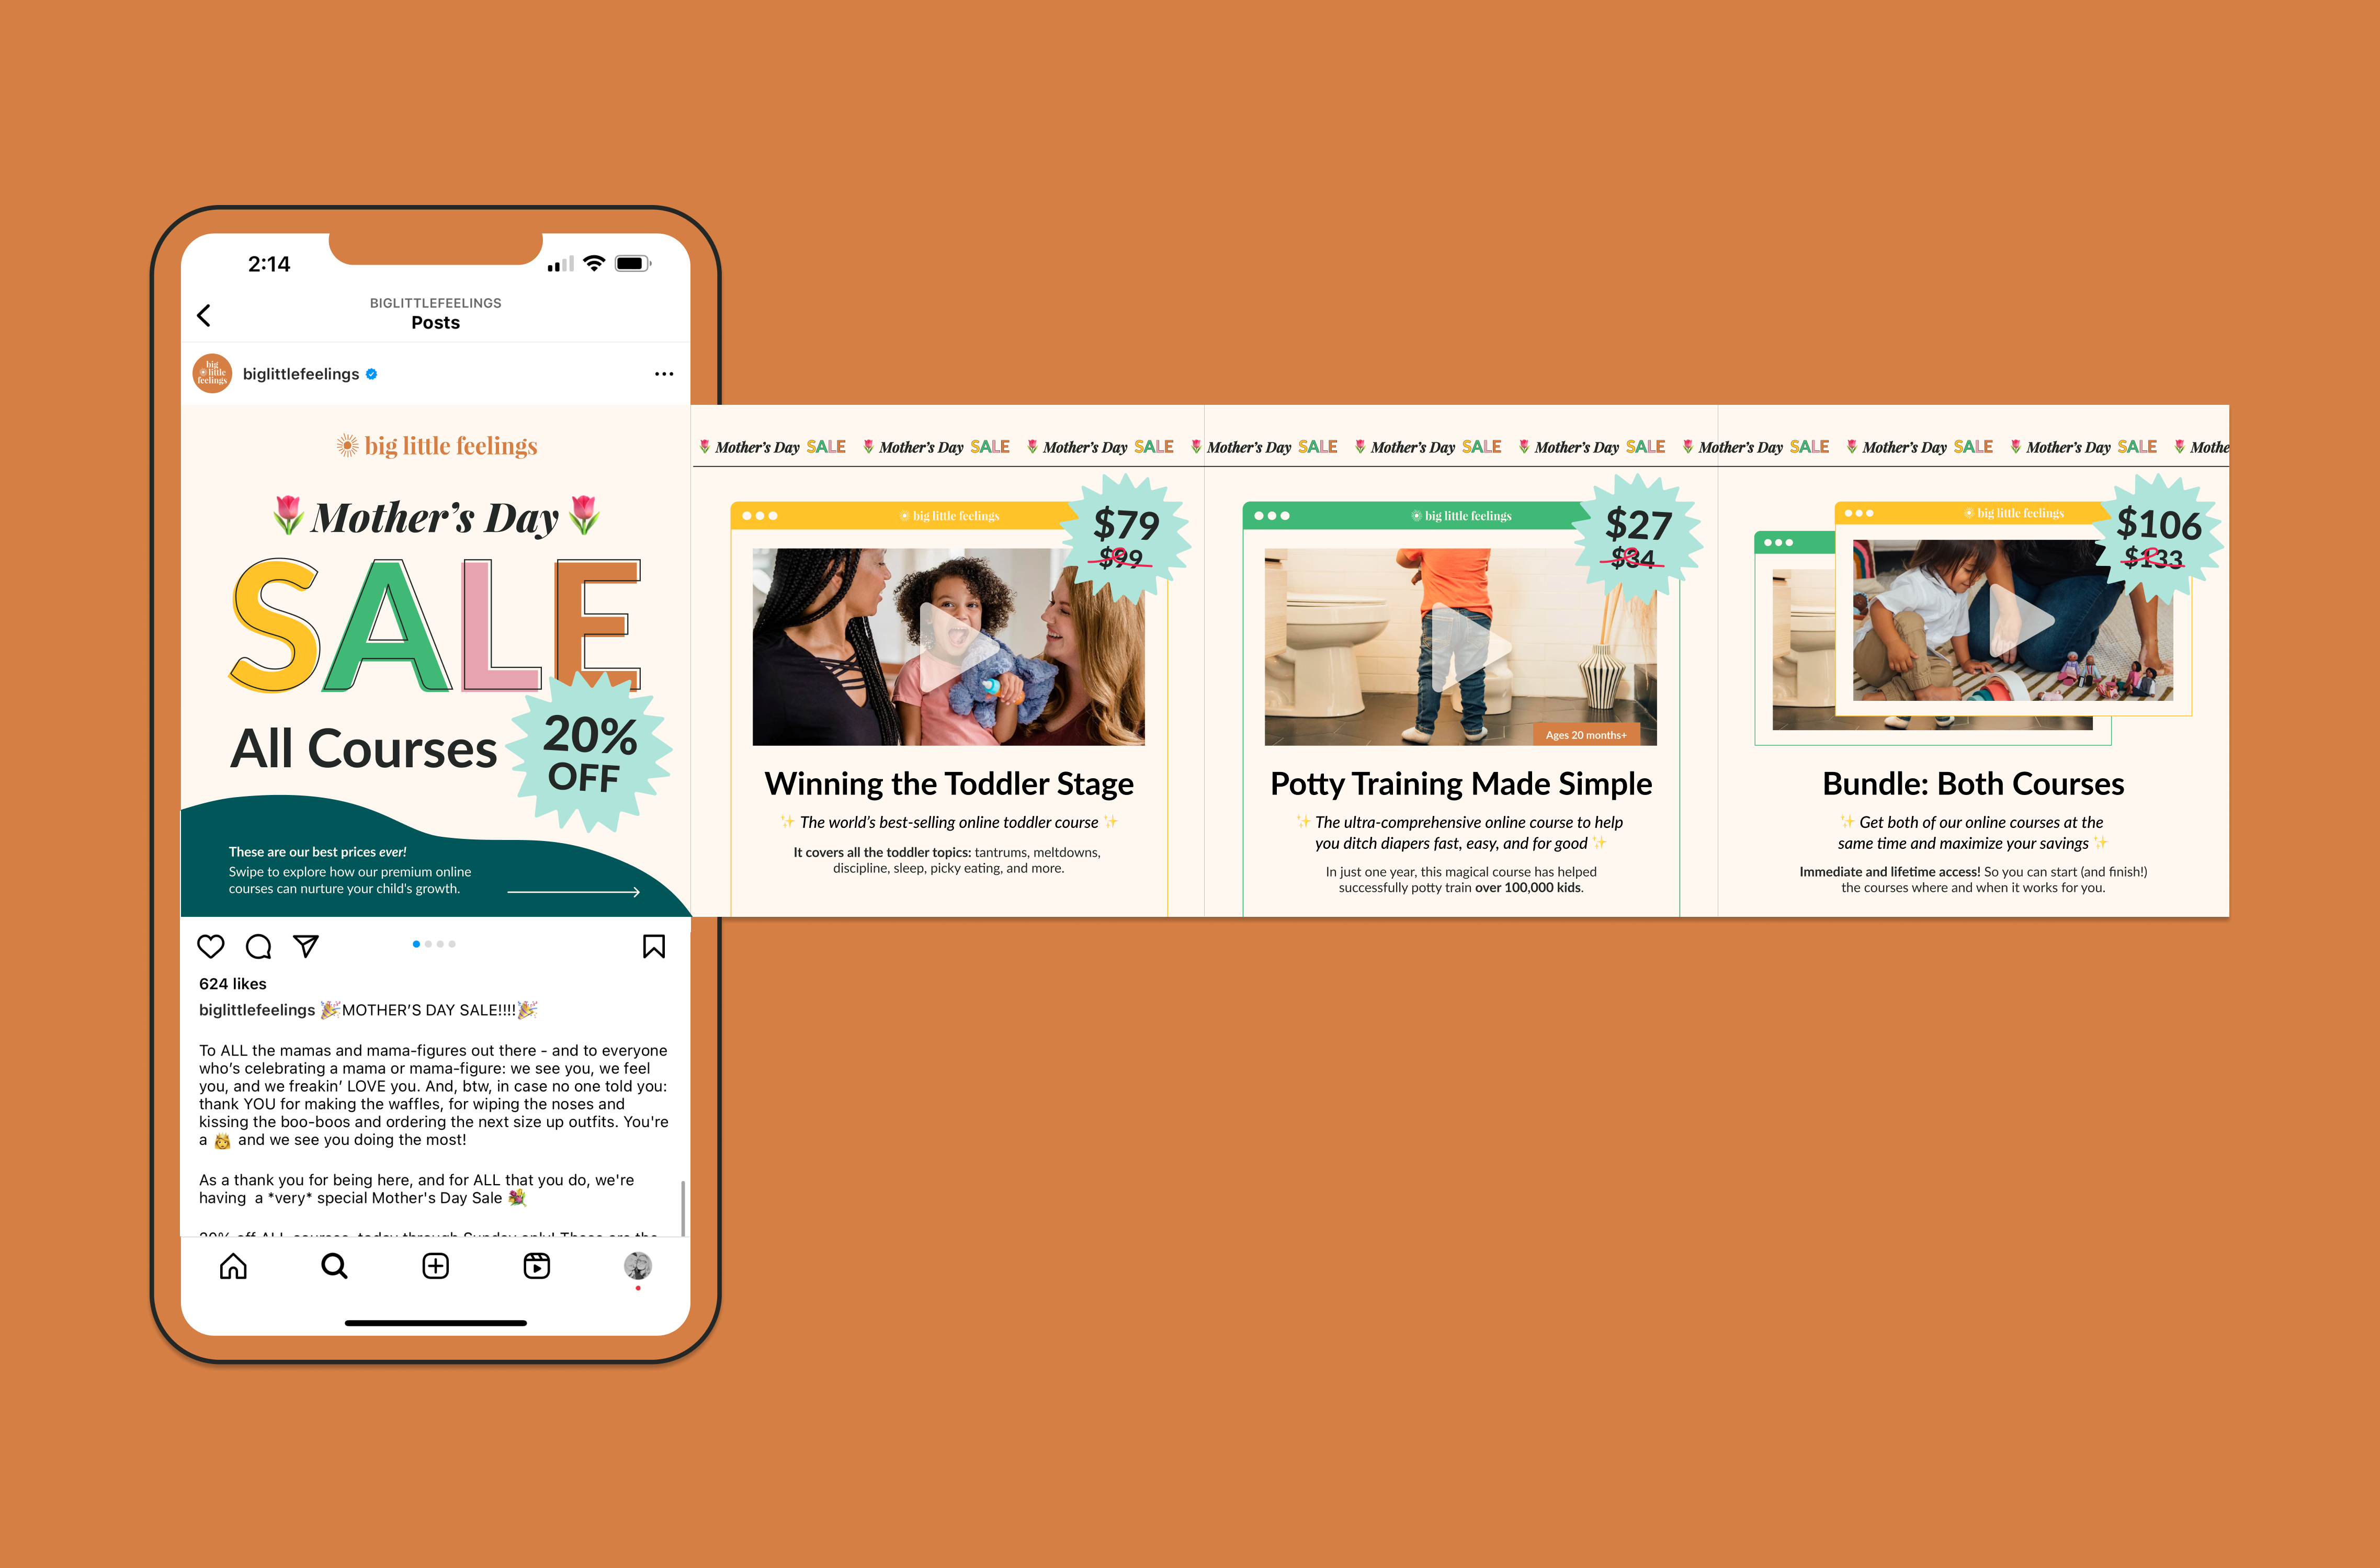 2:14
BIGLITTLEFEELINGS
Posts
big
little
feelings
biglittlefeelings
big little feelings
🌷Mother's Day🌷
SALE
All Courses
20%
OFF
These are our best prices ever!
Swipe to explore how our premium online
courses can nurture your child's growth.
624 likes
biglittlefeelings 🎉MOTHER'S DAY SALE!!!!🎉
To ALL the mamas and mama-figures out there - and to everyone
who's celebrating a mama or mama-figure: we see you, we feel
you, and we freakin' LOVE you. And, btw, in case no one told you:
thank YOU for making the waffles, for wiping the noses and
kissing the boo-boos and ordering the next size up outfits. You're
a 👸 and we see you doing the most!
As a thank you for being here, and for ALL that you do, we're
having a *very* special Mother's Day Sale 💐
20% off ALL courses, today through Sunday only! These are the
🌷 Mother's Day SALE 🌷 Mother's Day SALE 🌷 Mother's Day SALE 🌷 Mother's Day SALE 🌷 Mother's Day SALE 🌷 Mother's Day SALE 🌷 Mother's Day SALE 🌷 Mother's Day SALE 🌷 Mother's Day SALE 🌷 Mothe
big little feelings
$79
$99
Winning the Toddler Stage
✨ The world's best-selling online toddler course ✨
It covers all the toddler topics: tantrums, meltdowns,
discipline, sleep, picky eating, and more.
big little feelings
$27
$34
Ages 20 months+
Potty Training Made Simple
✨ The ultra-comprehensive online course to help
you ditch diapers fast, easy, and for good ✨
In just one year, this magical course has helped
successfully potty train over 100,000 kids.
big little feelings
$106
$133
Bundle: Both Courses
✨ Get both of our online courses at the
same time and maximize your savings ✨
Immediate and lifetime access! So you can start (and finish!)
the courses where and when it works for you.